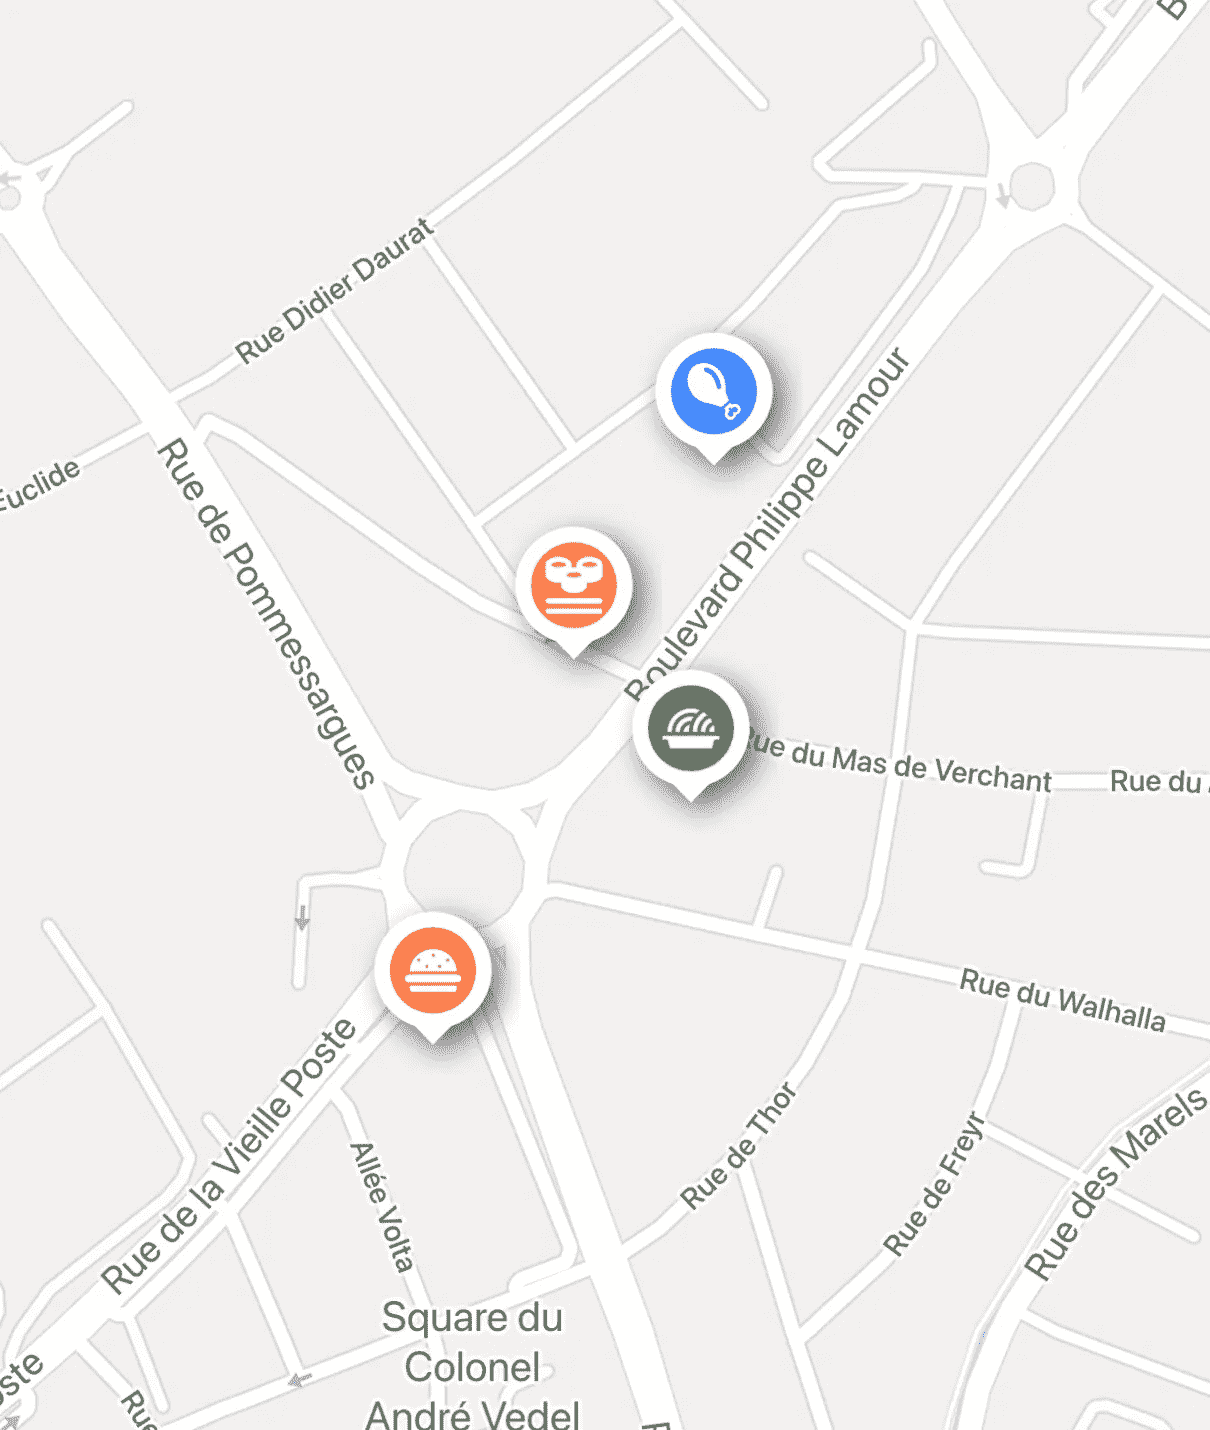 Rue Didier Daurat
Euclide
Rue de Pommessargues
Boulevard Philippe Lamour
Rue du Mas de Verchant
Rue du
Rue du Walhalla
Rue de la Vieille Poste
Allée Volta
Rue de Thor
Rue de Freyr
Rue des Marels
Square du
Colonel
André Vedel
Rue